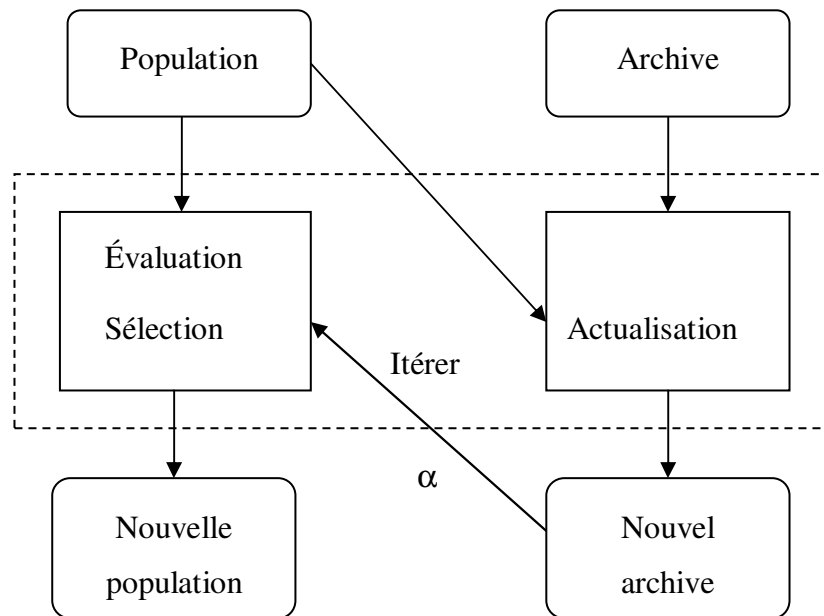 Population
Archive
Évaluation
Sélection
Actualisation
Itérer
α
Nouvelle
population
Nouvel
archive